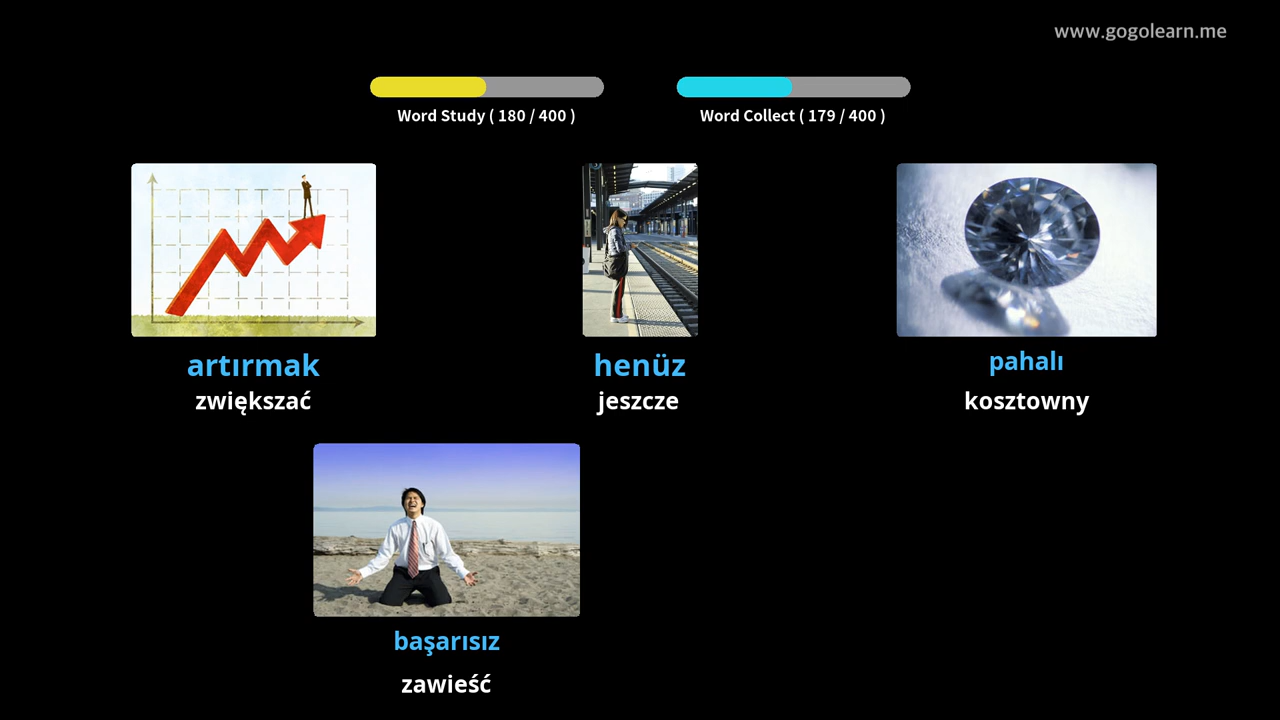 www.gogolearn.me
Word Study ( 180 / 400 )
Word Collect ( 179 / 400 )
artırmak
zwiększać
henüz
jeszcze
pahalı
kosztowny
başarısız
zawieść